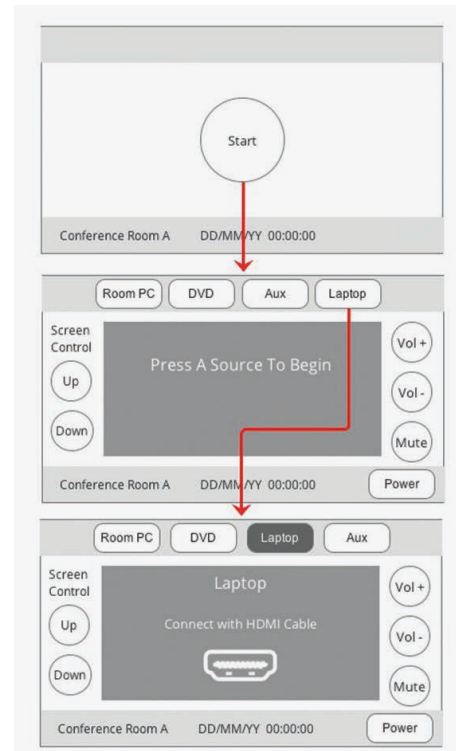 Start
Conference Room A DD/MM/YY 00:00:00
Room PC DVD Aux Laptop
Screen
Control
Up
Down
Press A Source To Begin
Vol +
Vol -
Mute
Conference Room A DD/MM/YY 00:00:00 Power
Room PC DVD Laptop Aux
Screen
Control
Up
Down
Laptop
Connect with HDMI Cable
Vol +
Vol -
Mute
Conference Room A DD/MM/YY 00:00:00 Power